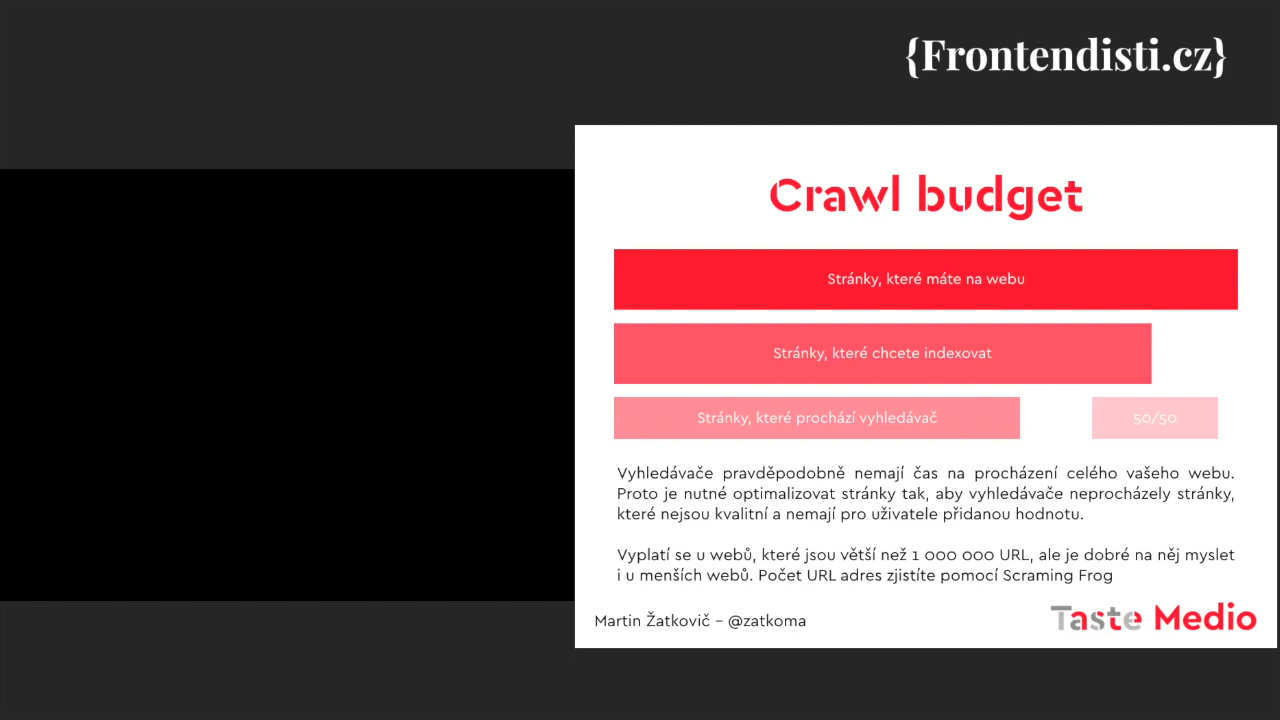 {Frontendisti.cz}
Crawl budget
Stránky, které máte na webu
Stránky, které chcete indexovat
Stránky, které prochází vyhledávač
50/50
Vyhledávače pravděpodobně nemají čas na procházení celého vašeho webu.
Proto je nutné optimalizovat stránky tak, aby vyhledávače neprocházely stránky,
které nejsou kvalitní a nemají pro uživatele přidanou hodnotu.
Vyplatí se u webů, které jsou větší než 1 000 000 URL, ale je dobré na něj myslet
i u menších webů. Počet URL adres zjistíte pomocí Scraming Frog
Martin Žatkovič – @zatkoma
Taste Medio